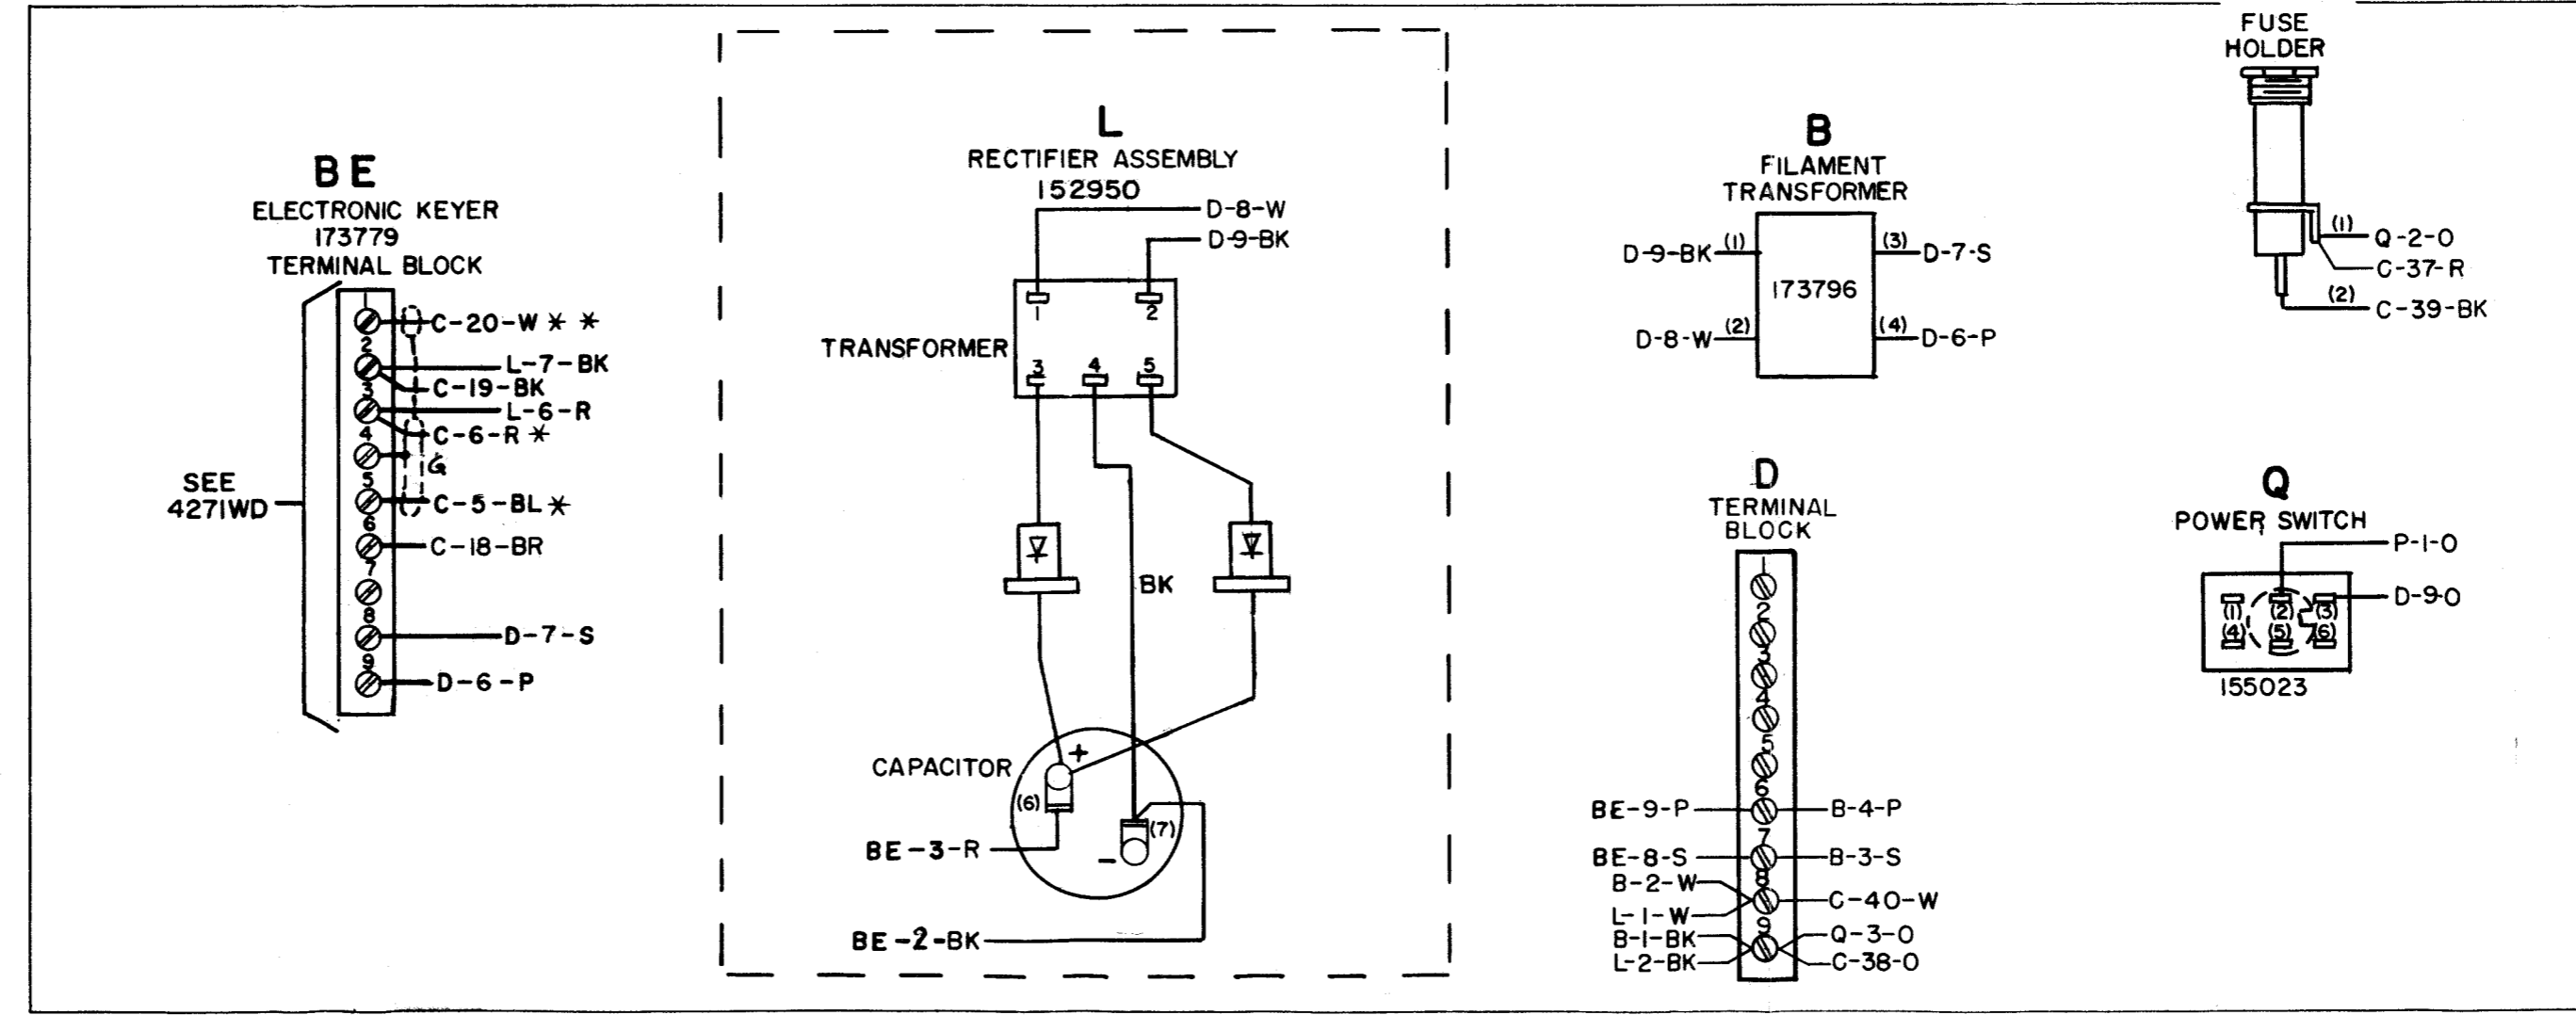 BE
ELECTRONIC KEYER
173779
TERMINAL BLOCK
1
C-20-W * *
2
L-7-BK
C-19-BK
3
L-6-R
C-6-R *
4
G
5
C-5-BL *
6
C-18-BR
7
8
D-7-S
9
D-6-P
SEE
4271WD
L
RECTIFIER ASSEMBLY
152950
D-8-W
D-9-BK
1 2
TRANSFORMER
3 4 5
BK
CAPACITOR
+
(6)
(7)
-
BE-3-R
BE-2-BK
B
FILAMENT
TRANSFORMER
D-9-BK (1)
(3) D-7-S
173796
D-8-W (2)
(4) D-6-P
D
TERMINAL
BLOCK
1
2
3
4
5
6
BE-9-P B-4-P
7
BE-8-S B-3-S
8
B-2-W
C-40-W
L-1-W
9
B-1-BK Q-3-O
L-2-BK C-38-O
FUSE
HOLDER
(1) Q-2-O
C-37-R
(2) C-39-BK
Q
POWER SWITCH
P-1-O
D-9-O
(1) (2) (3)
(4) (5) (6)
155023